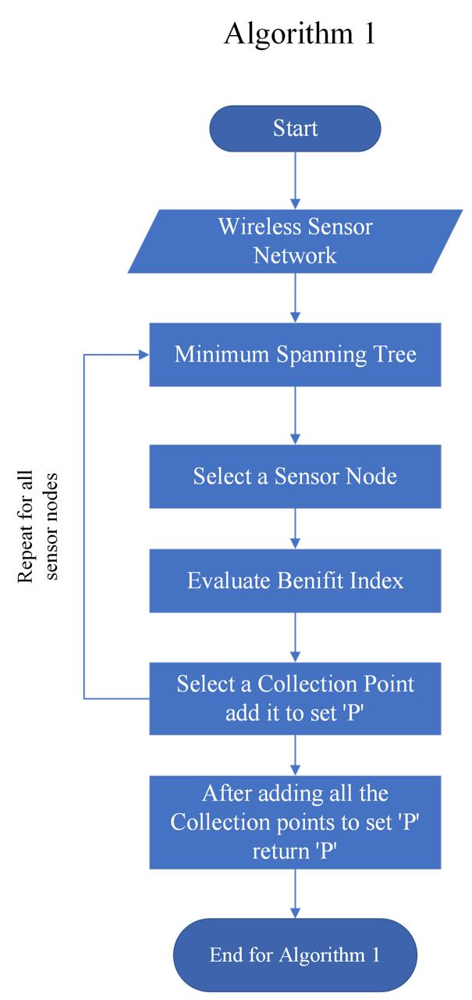 Algorithm 1
Start
Wireless Sensor
Network
Minimum Spanning Tree
Select a Sensor Node
Evaluate Benifit Index
Select a Collection Point
add it to set 'P'
Repeat for all
sensor nodes
After adding all the
Collection points to set 'P'
return 'P'
End for Algorithm 1